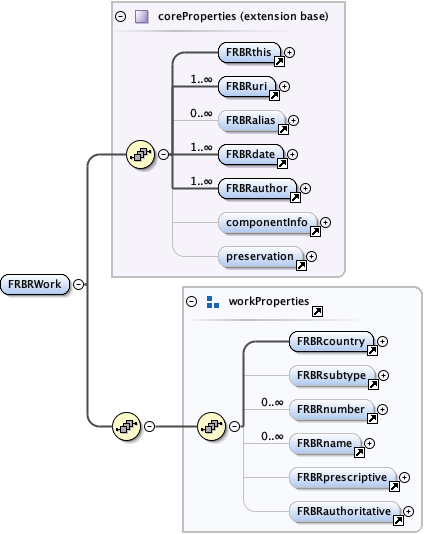 coreProperties (extension base)
FRBRthis
1..∞
FRBRuri
0..∞
FRBRalias
1..∞
FRBRdate
1..∞
FRBRauthor
componentInfo
preservation
FRBRWork
workProperties
FRBRcountry
FRBRsubtype
0..∞
FRBRnumber
0..∞
FRBRname
FRBRprescriptive
FRBRauthoritative